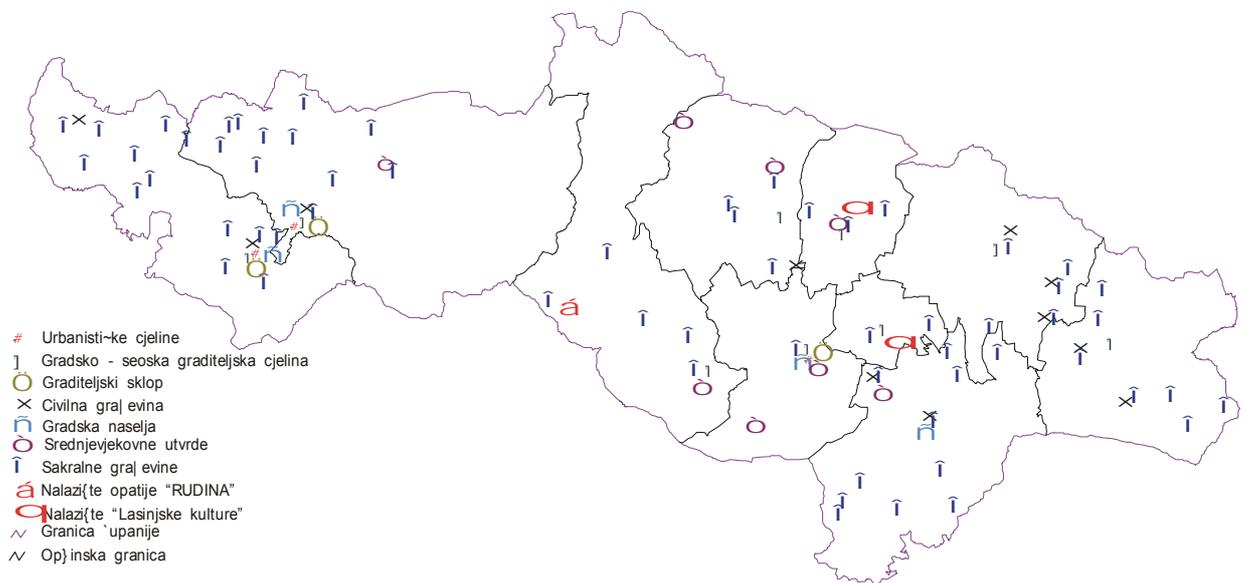 # Urbanisti~ke cjeline
] Gradsko - seoska graditeljska cjelina
Ö Graditeljski sklop
× Civilna gra|evina
ñ Gradska naselja
Ò Srednjevjekovne utvrde
Î Sakralne gra|evine
á Nalazi{te opatije “RUDINA”
q Nalazi{te “Lasinjske kulture”
Granica `upanije
Op}inska granica